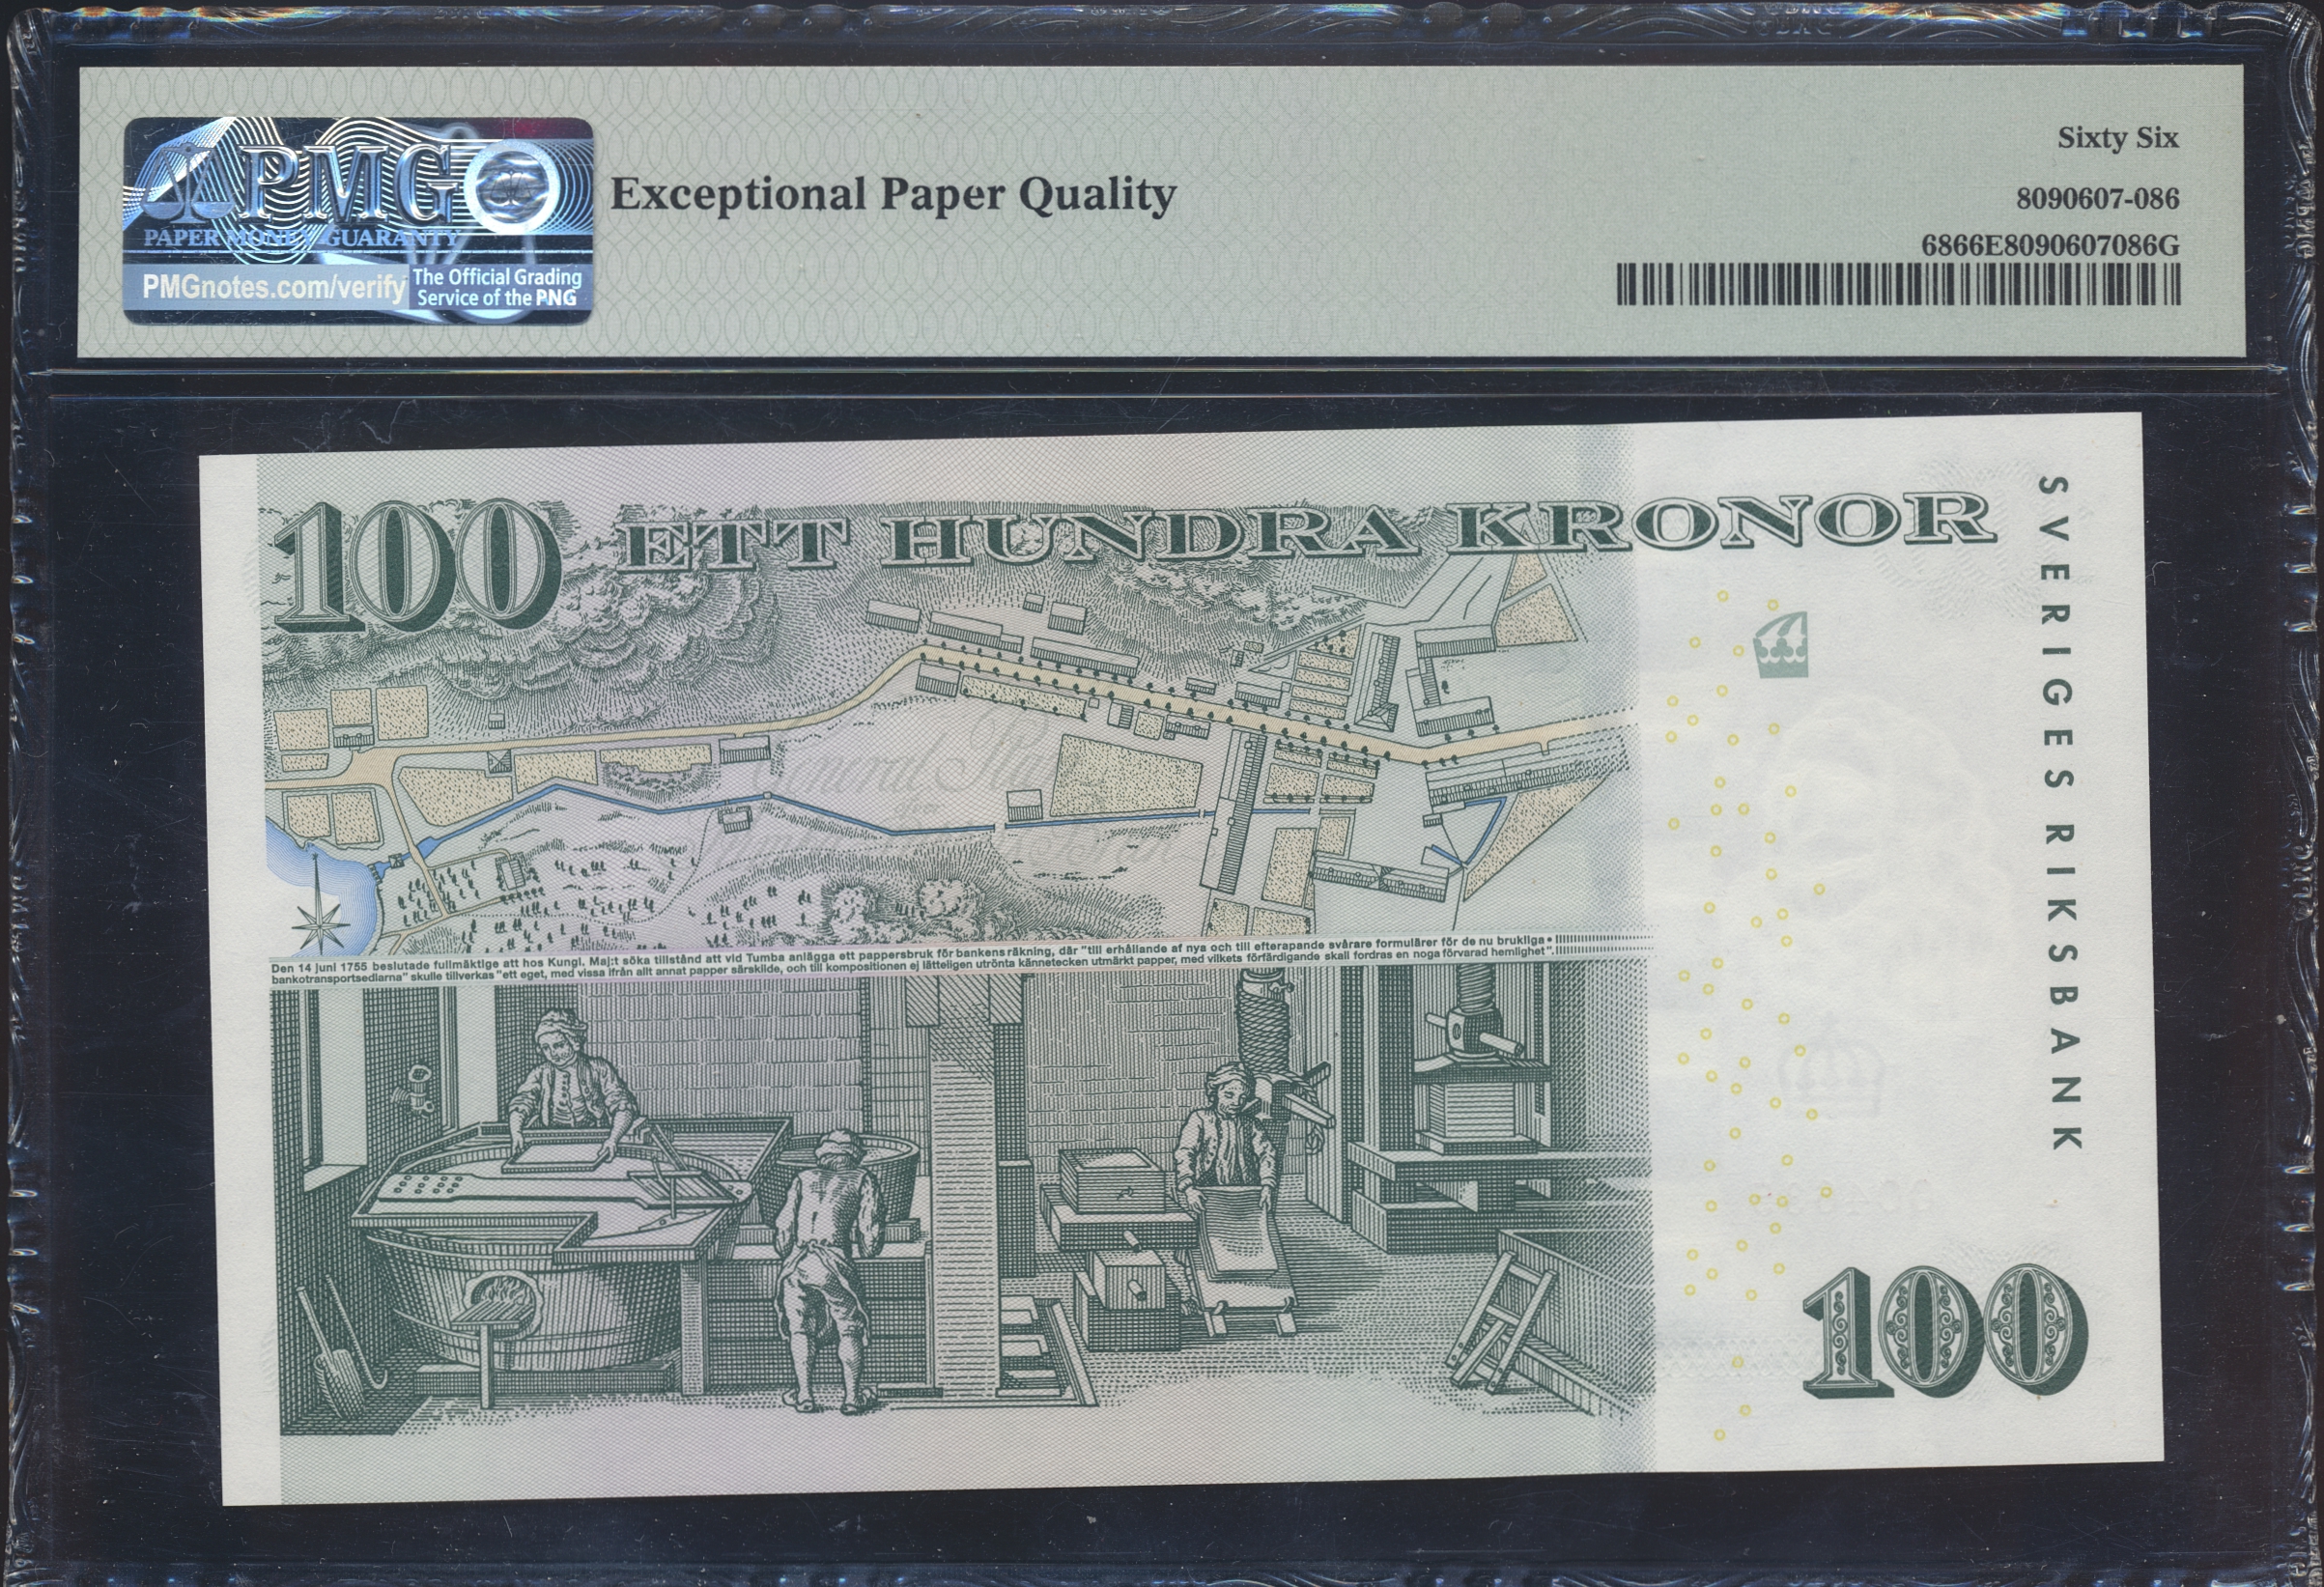 PMG
PAPER MONEY GUARANTY
PMGnotes.com/verify
The Official Grading
Service of the PNG
Exceptional Paper Quality
Sixty Six
8090607-086
6866E8090607086G
100 ETT HUNDRA KRONOR
SVERIGES RIKSBANK
Den 14 juni 1755 beslutade fullmäktige att hos Kungl. Maj:t söka tillstånd att vid Tumba anlägga ett pappersbruk för bankens räkning, där "till erhållande af nya och till efterapande svårare formulärer för de nu brukliga
bankotransportsedlarna" skulle tillverkas "ett eget, med vissa ifrån allt annat papper särskilde, och till kompositionen ej lätteligen utrönta kännetecken utmärkt papper, med vilkets förfärdigande skall fordras en noga förvarad hemlighet".
100